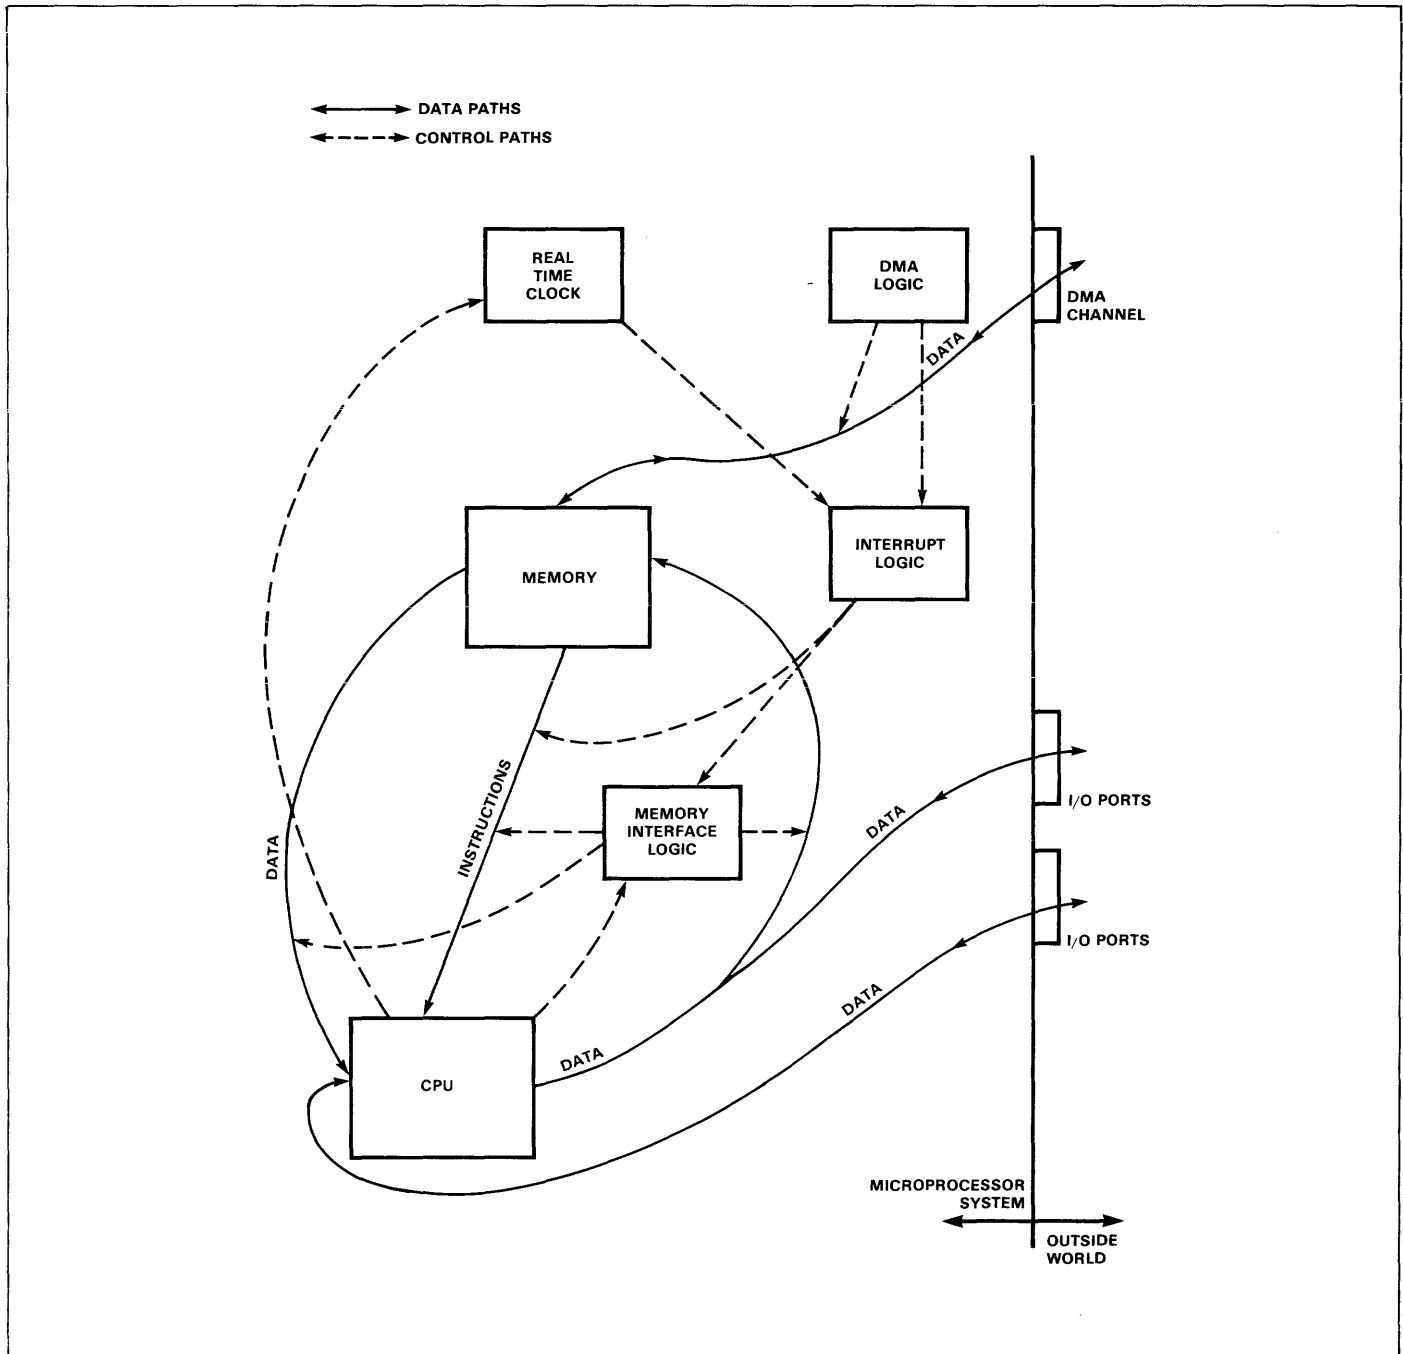 DATA PATHS
CONTROL PATHS
REAL
TIME
CLOCK
DMA
LOGIC
DMA
CHANNEL
DATA
MEMORY
INTERRUPT
LOGIC
INSTRUCTIONS
MEMORY
INTERFACE
LOGIC
DATA
I/O PORTS
DATA
I/O PORTS
DATA
DATA
CPU
MICROPROCESSOR
SYSTEM
OUTSIDE
WORLD